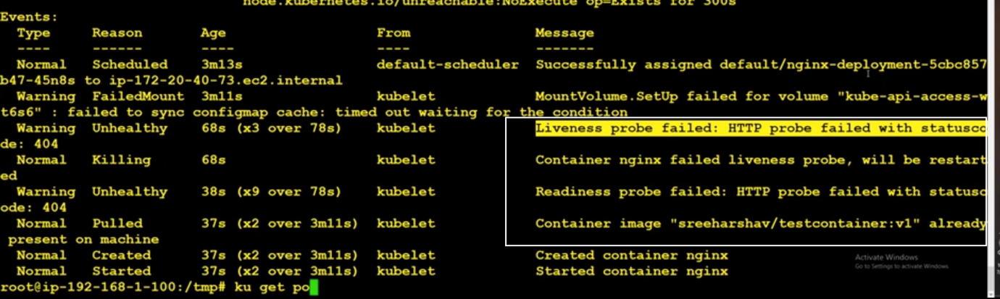 node.kubernetes.io/unreachable:NoExecute op=Exists for 300s
Events:
Type Reason Age From Message
---- ------ ---- ---- -------
Normal Scheduled 3m13s default-scheduler Successfully assigned default/nginx-deployment-5cbc857
b47-45n8s to ip-172-20-40-73.ec2.internal
Warning FailedMount 3m11s kubelet MountVolume.SetUp failed for volume "kube-api-access-w
t6s6" : failed to sync configmap cache: timed out waiting for the condition
Warning Unhealthy 68s (x3 over 78s) kubelet Liveness probe failed: HTTP probe failed with statusco
de: 404
Normal Killing 68s kubelet Container nginx failed liveness probe, will be restart
ed
Warning Unhealthy 38s (x9 over 78s) kubelet Readiness probe failed: HTTP probe failed with statusc
ode: 404
Normal Pulled 37s (x2 over 3m11s) kubelet Container image "sreeharshav/testcontainer:v1" already
present on machine
Normal Created 37s (x2 over 3m11s) kubelet Created container nginx
Normal Started 37s (x2 over 3m11s) kubelet Started container nginx
root@ip-192-168-1-100:/tmp# ku get po
Activate Windows
Go to Settings to activate Windows.